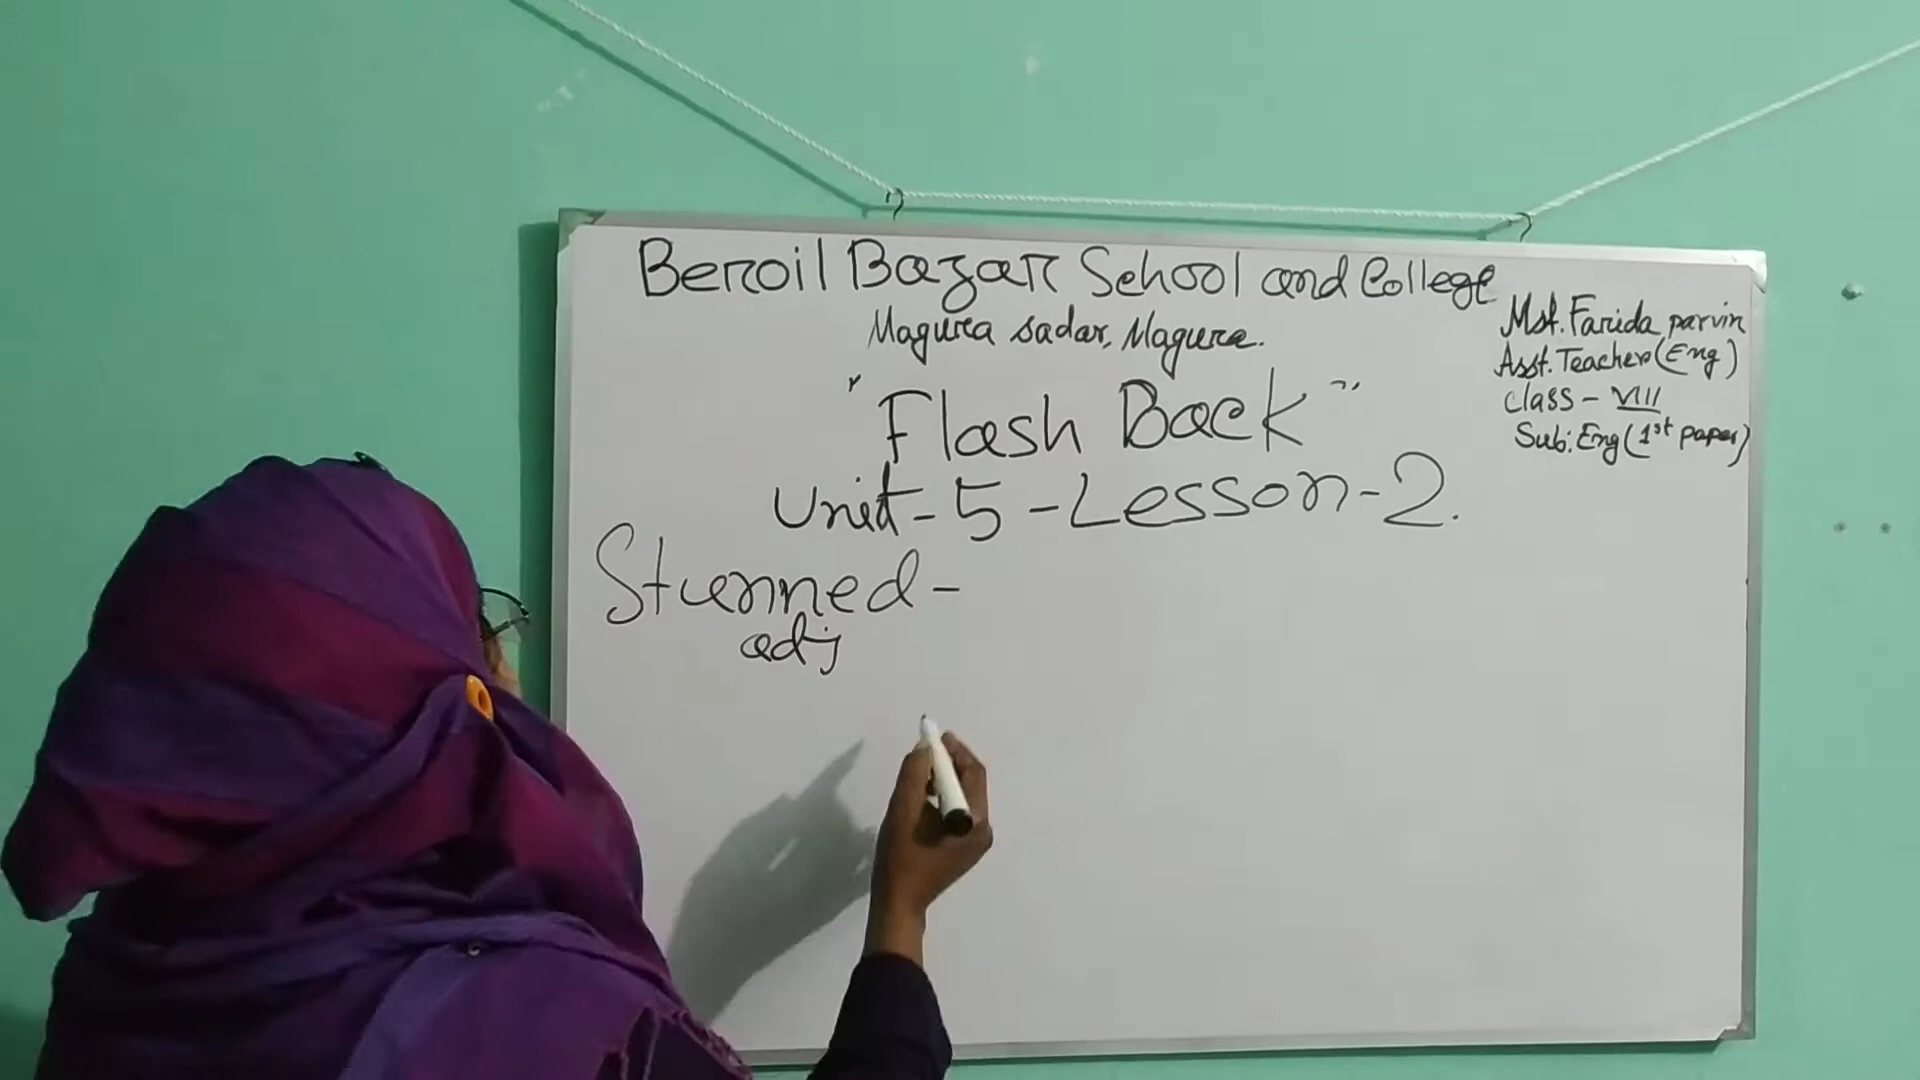 Beroil Bazar School and College
Magura sadar, Magura.
"Flash Back"
Unit-5-Lesson-2.
Stunned-
adj
Mst. Farida parvin
Asst. Teacher (Eng)
Class- VIII
Sub: Eng (1st paper)